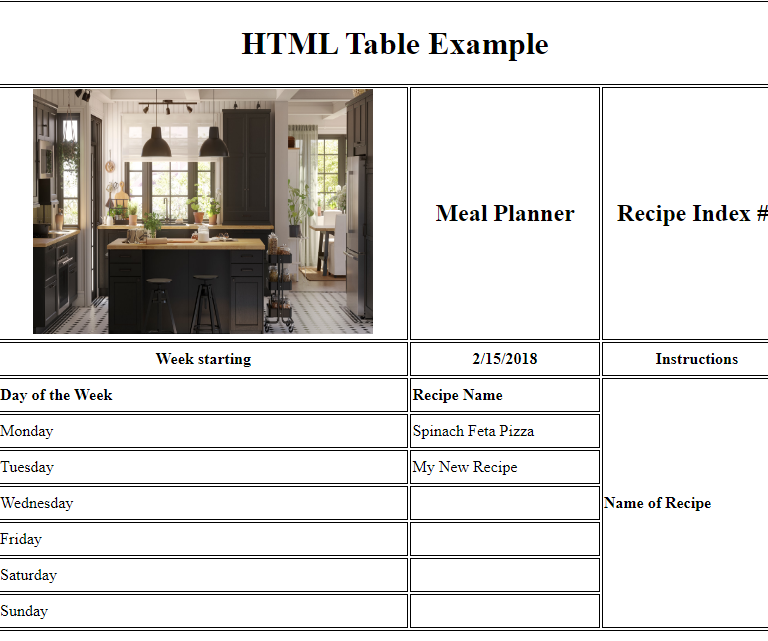 HTML Table Example
Meal Planner
Recipe Index #
Week starting
2/15/2018
Instructions
Day of the Week
Recipe Name
Monday
Spinach Feta Pizza
Tuesday
My New Recipe
Wednesday
Name of Recipe
Friday
Saturday
Sunday